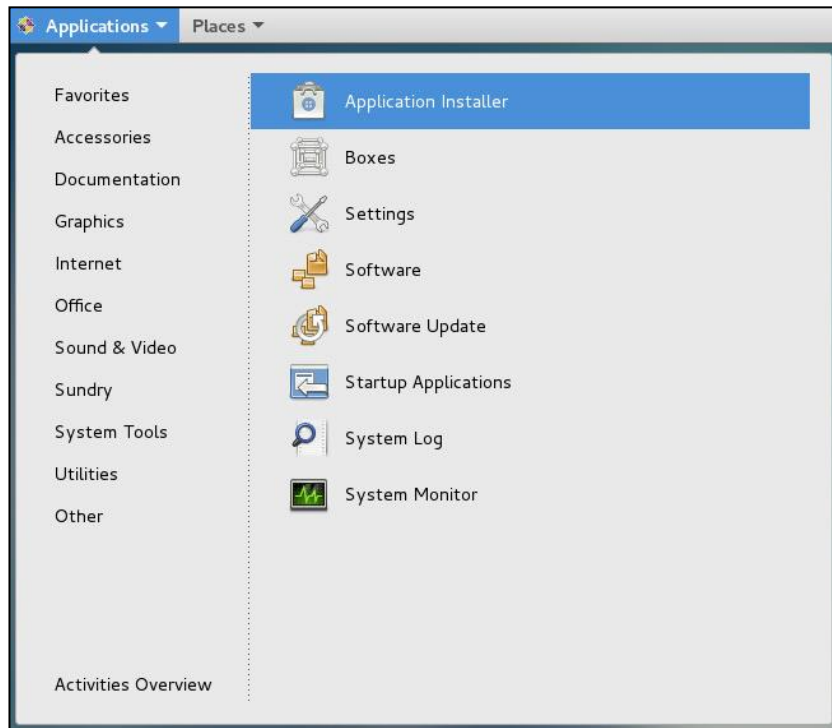 Applications Places
Favorites
Accessories
Documentation
Graphics
Internet
Office
Sound & Video
Sundry
System Tools
Utilities
Other
Activities Overview
Application Installer
Boxes
Settings
Software
Software Update
Startup Applications
System Log
System Monitor